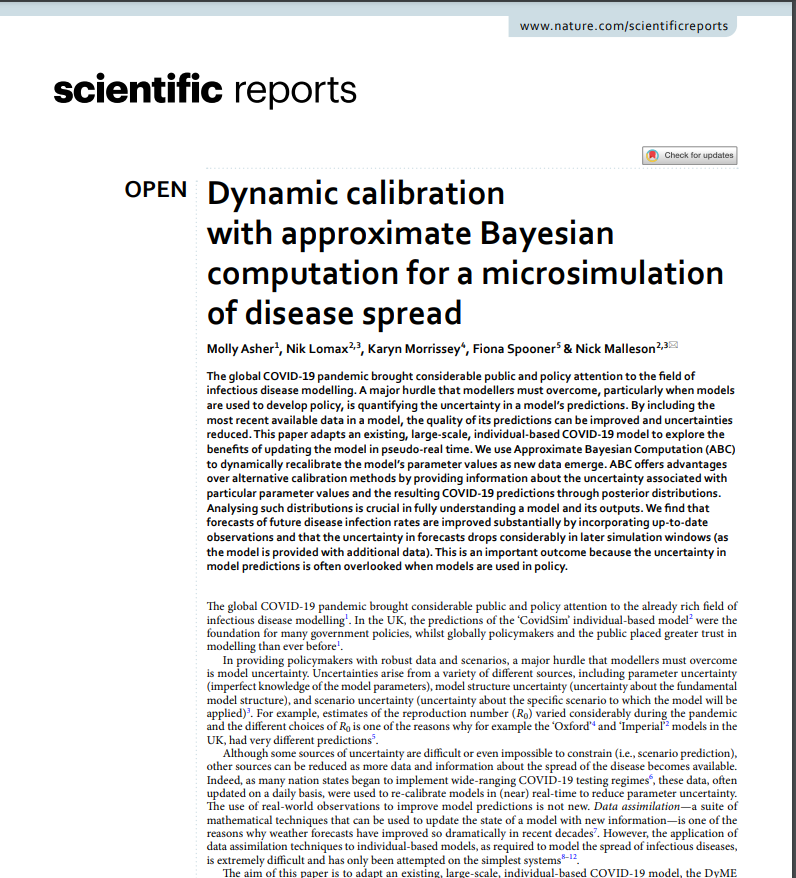 www.nature.com/scientificreports
scientific reports
Check for updates
OPEN
Dynamic calibration
with approximate Bayesian
computation for a microsimulation
of disease spread
Molly Asher1, Nik Lomax2,3, Karyn Morrissey4, Fiona Spooner5 & Nick Malleson2,3✉
The global COVID-19 pandemic brought considerable public and policy attention to the field of
infectious disease modelling. A major hurdle that modellers must overcome, particularly when models
are used to develop policy, is quantifying the uncertainty in a model's predictions. By including the
most recent available data in a model, the quality of its predictions can be improved and uncertainties
reduced. This paper adapts an existing, large-scale, individual-based COVID-19 model to explore the
benefits of updating the model in pseudo-real time. We use Approximate Bayesian Computation (ABC)
to dynamically recalibrate the model's parameter values as new data emerge. ABC offers advantages
over alternative calibration methods by providing information about the uncertainty associated with
particular parameter values and the resulting COVID-19 predictions through posterior distributions.
Analysing such distributions is crucial in fully understanding a model and its outputs. We find that
forecasts of future disease infection rates are improved substantially by incorporating up-to-date
observations and that the uncertainty in forecasts drops considerably in later simulation windows (as
the model is provided with additional data). This is an important outcome because the uncertainty in
model predictions is often overlooked when models are used in policy.
The global COVID-19 pandemic brought considerable public and policy attention to the already rich field of
infectious disease modelling1. In the UK, the predictions of the 'CovidSim' individual-based model2 were the
foundation for many government policies, whilst globally policymakers and the public placed greater trust in
modelling than ever before1.
In providing policymakers with robust data and scenarios, a major hurdle that modellers must overcome
is model uncertainty. Uncertainties arise from a variety of different sources, including parameter uncertainty
(imperfect knowledge of the model parameters), model structure uncertainty (uncertainty about the fundamental
model structure), and scenario uncertainty (uncertainty about the specific scenario to which the model will be
applied)3. For example, estimates of the reproduction number (R0) varied considerably during the pandemic
and the different choices of R0 is one of the reasons why for example the 'Oxford'4 and 'Imperial'2 models in the
UK, had very different predictions5.
Although some sources of uncertainty are difficult or even impossible to constrain (i.e., scenario prediction),
other sources can be reduced as more data and information about the spread of the disease becomes available.
Indeed, as many nation states began to implement wide-ranging COVID-19 testing regimes6, these data, often
updated on a daily basis, were used to re-calibrate models in (near) real-time to reduce parameter uncertainty.
The use of real-world observations to improve model predictions is not new. Data assimilation—a suite of
mathematical techniques that can be used to update the state of a model with new information—is one of the
reasons why weather forecasts have improved so dramatically in recent decades7. However, the application of
data assimilation techniques to individual-based models, as required to model the spread of infectious diseases,
is extremely difficult and has only been attempted on the simplest systems8–12.
The aim of this paper is to adapt an existing, large-scale, individual-based COVID-19 model, the DyME